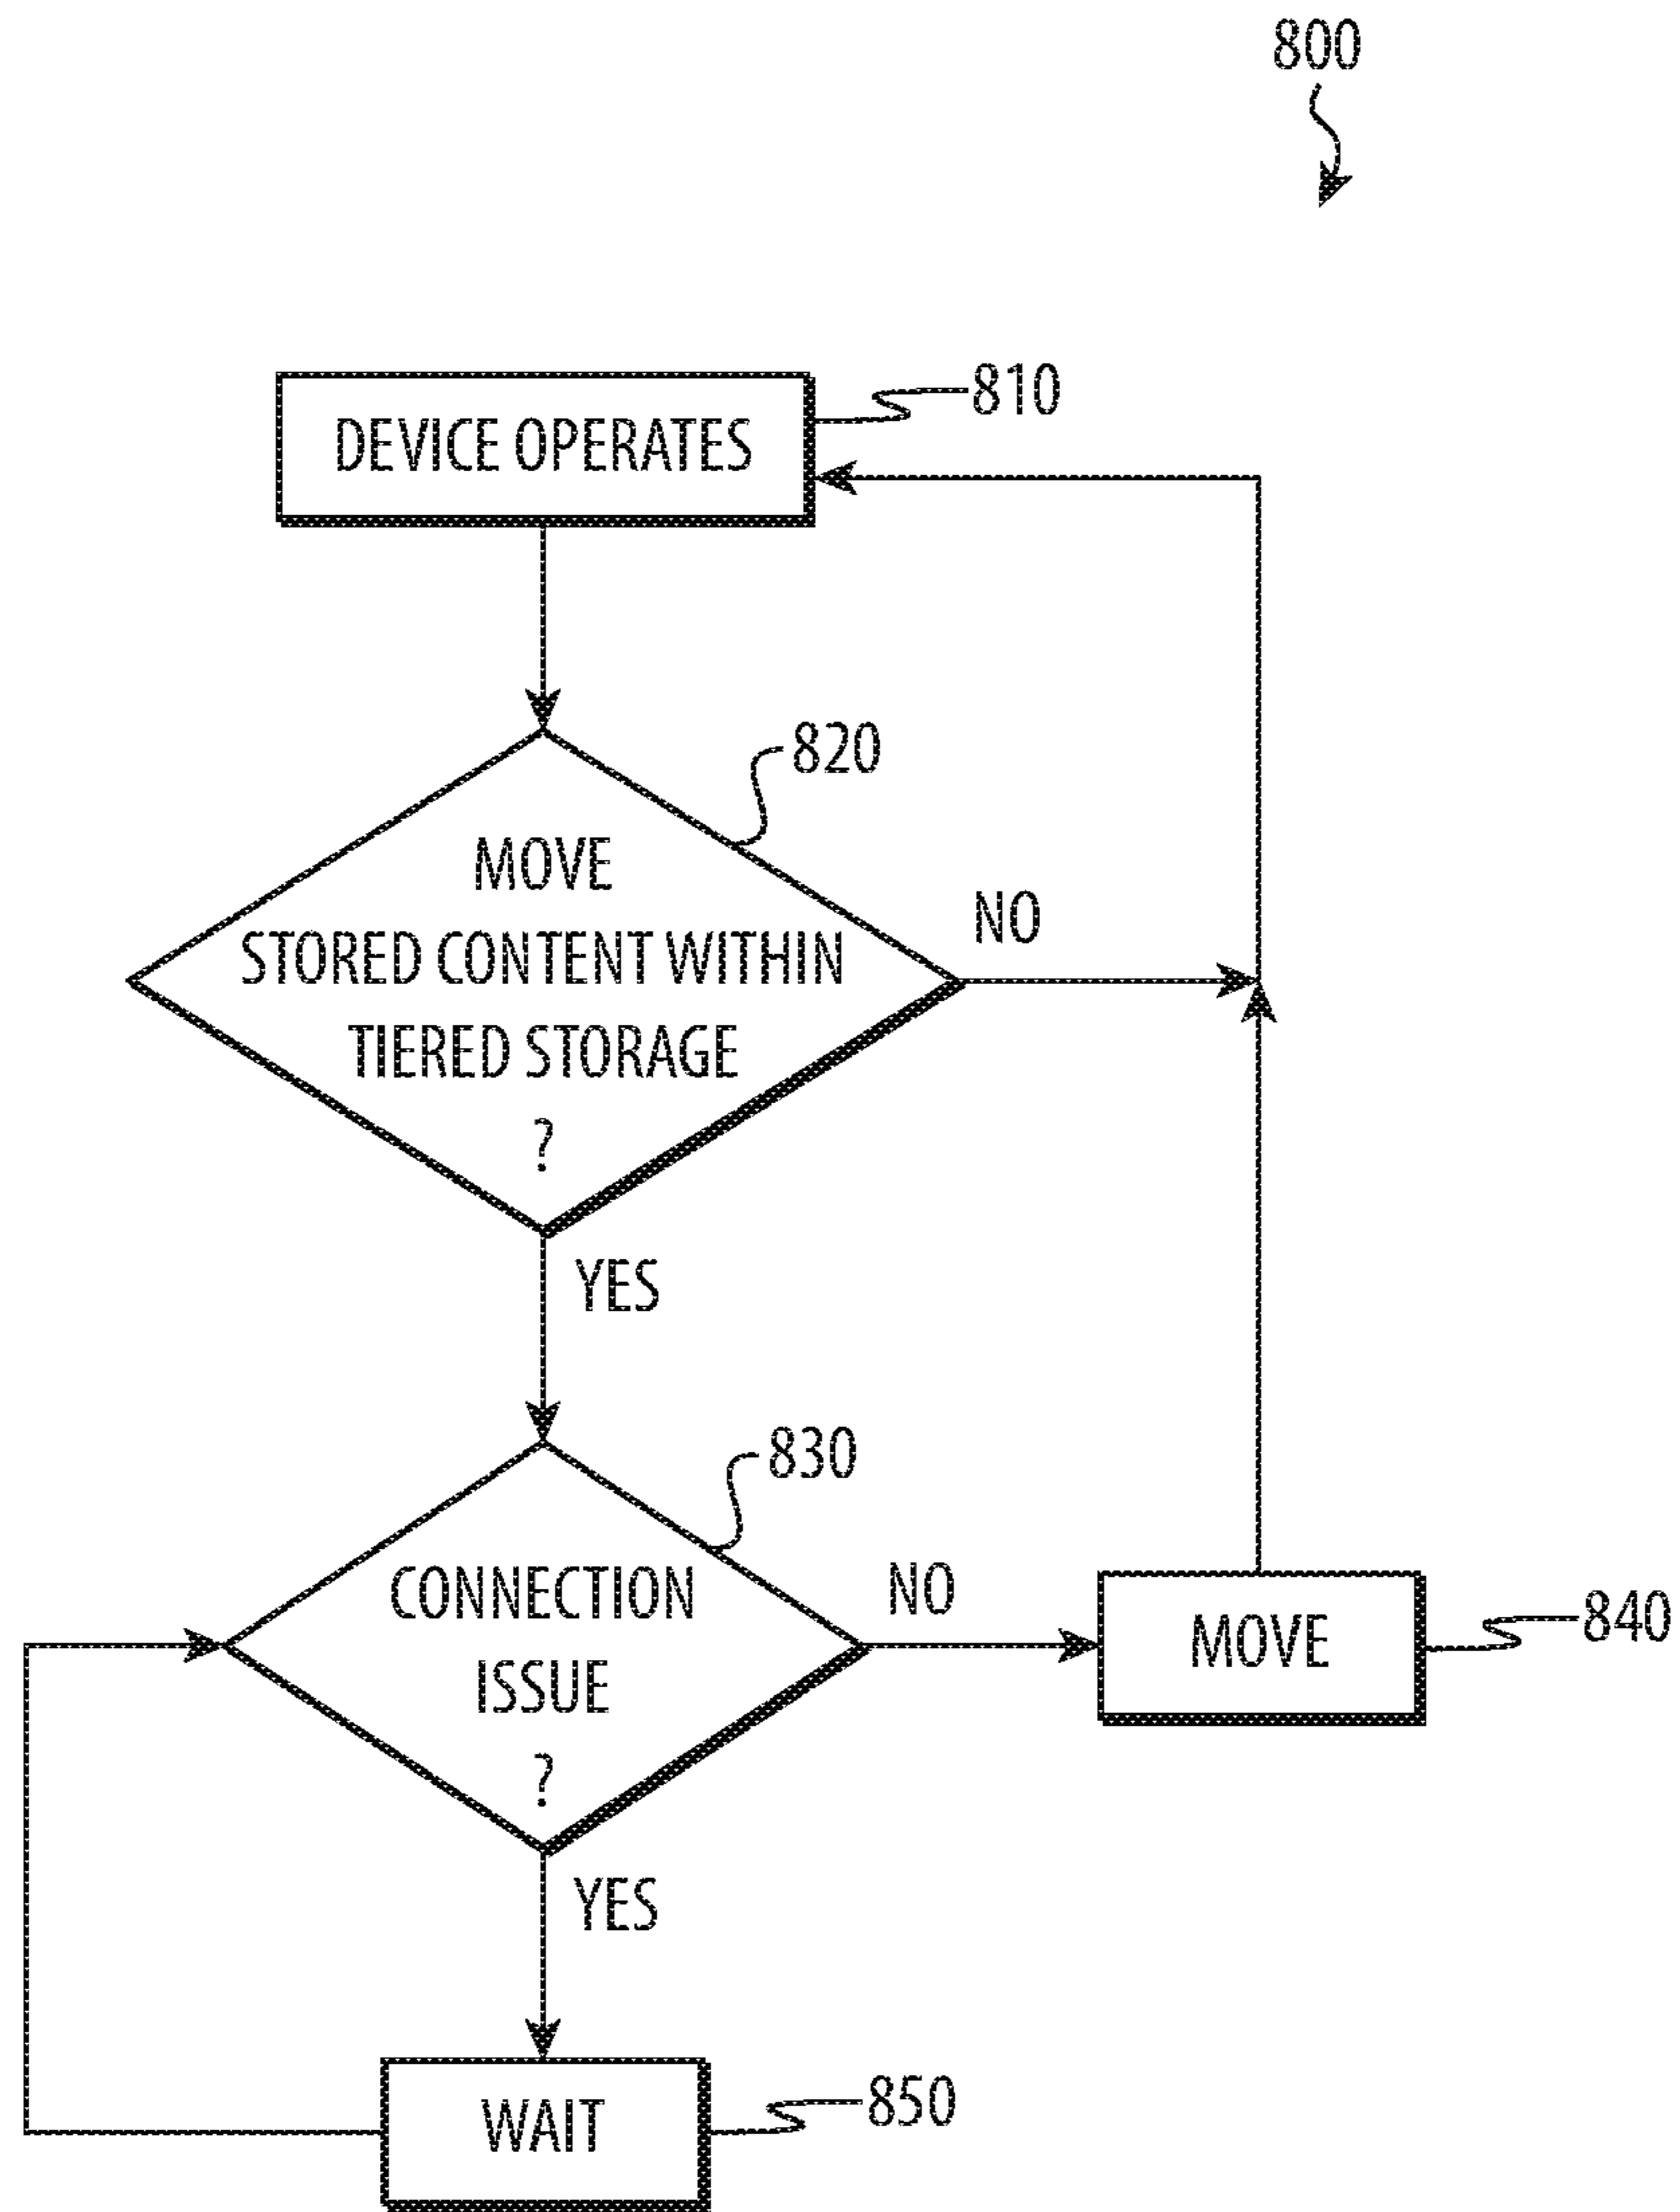 800
DEVICE OPERATES
810
820
MOVE
STORED CONTENT WITHIN
TIERED STORAGE
?
NO
YES
830
CONNECTION
ISSUE
?
NO
MOVE
840
YES
WAIT
850